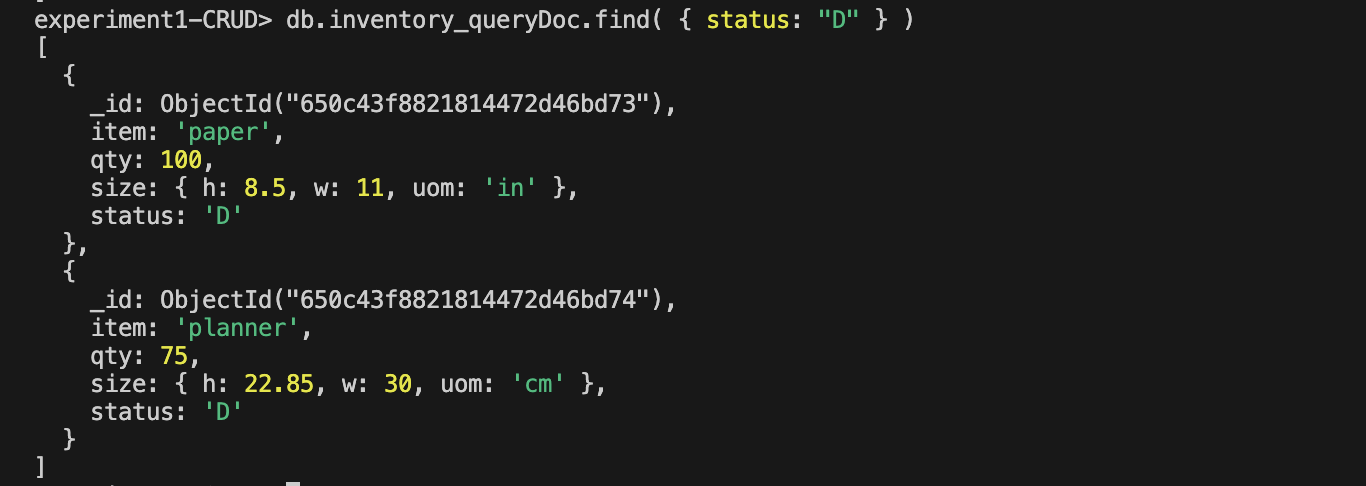 experiment1-CRUD> db.inventory_queryDoc.find( { status: "D" } )
[
  {
    _id: ObjectId("650c43f8821814472d46bd73"),
    item: 'paper',
    qty: 100,
    size: { h: 8.5, w: 11, uom: 'in' },
    status: 'D'
  },
  {
    _id: ObjectId("650c43f8821814472d46bd74"),
    item: 'planner',
    qty: 75,
    size: { h: 22.85, w: 30, uom: 'cm' },
    status: 'D'
  }
]